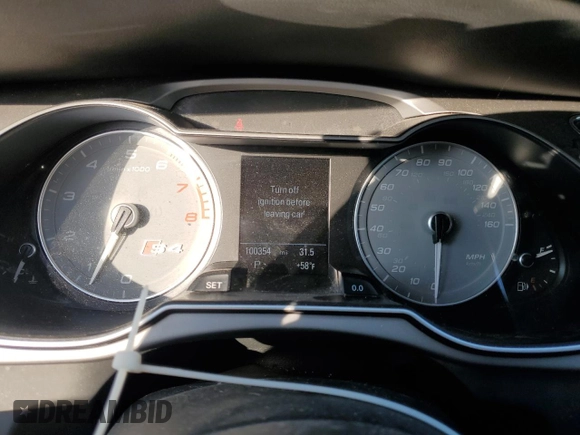 Turn off
ignition before
leaving car
100354 31.5
P +58°F
SET
0.0
0 1 2 3 4 5 6 7 8
1/min x 1000
S4
0 10 20 30 40 60 80 90 100 120 140 160
MPH
DREAMBID